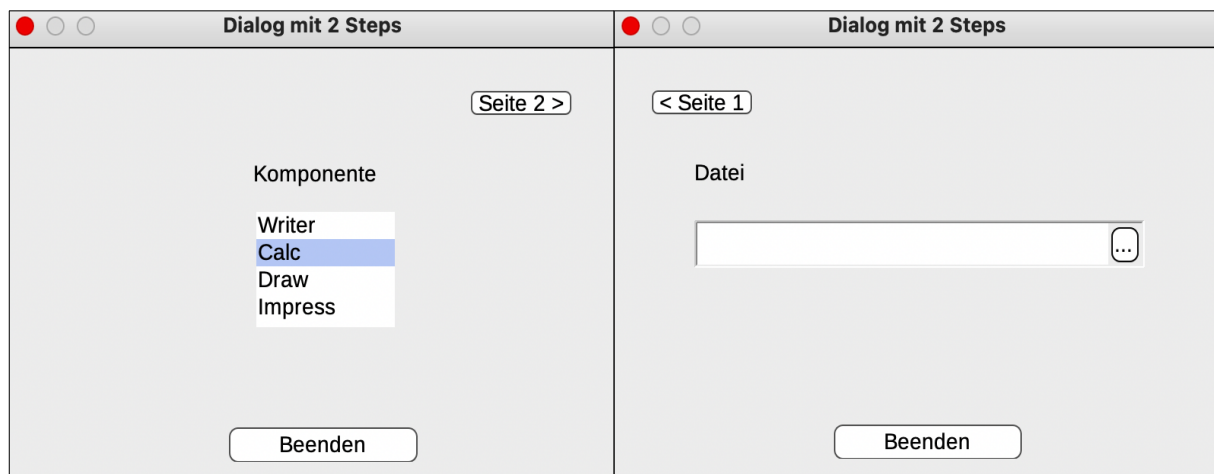 Dialog mit 2 Steps
Seite 2 >
Komponente
Writer
Calc
Draw
Impress
Beenden
Dialog mit 2 Steps
< Seite 1
Datei
...
Beenden